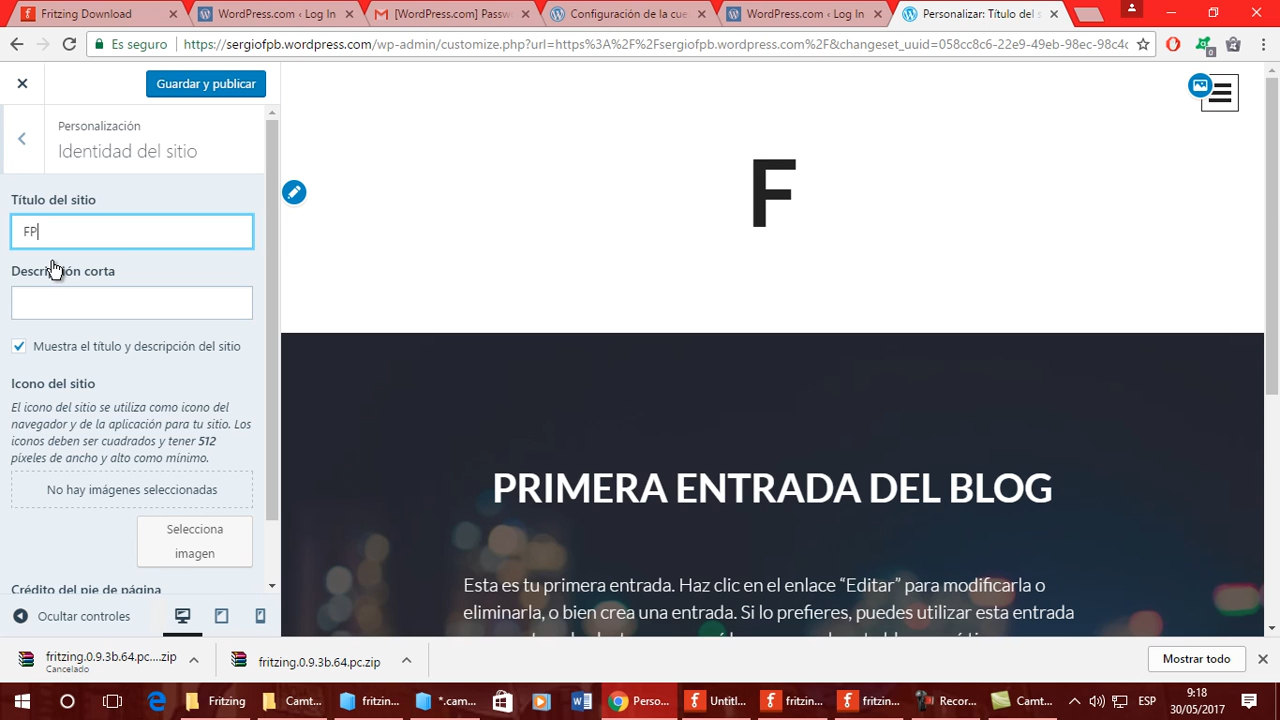 Fritzing Download
WordPress.com ‹ Log In
[WordPress.com] Passw
Configuración de la cue
WordPress.com ‹ Log In
Personalizar: Título del s
Es seguro
https://sergiofpb.wordpress.com/wp-admin/customize.php?url=https%3A%2F%2Fsergiofpb.wordpress.com%2F&changeset_uuid=058cc8c6-22e9-49eb-98ec-98c4c
0
Guardar y publicar
Personalización
Identidad del sitio
Título del sitio
FP
Descripción corta
Muestra el título y descripción del sitio
Icono del sitio
El icono del sitio se utiliza como icono del
navegador y de la aplicación para tu sitio. Los
iconos deben ser cuadrados y tener 512
píxeles de ancho y alto como mínimo.
No hay imágenes seleccionadas
Selecciona
imagen
Crédito del pie de página
Ocultar controles
F
PRIMERA ENTRADA DEL BLOG
Esta es tu primera entrada. Haz clic en el enlace “Editar” para modificarla o
eliminarla, o bien crea una entrada. Si lo prefieres, puedes utilizar esta entrada
fritzing.0.9.3b.64.pc....zip
Cancelado
fritzing.0.9.3b.64.pc.zip
Mostrar todo
Fritzing
Camt...
fritzin...
*.cam...
Perso...
Untitl...
fritzin...
fritzin...
Recor...
Camt...
ESP
9:18
30/05/2017